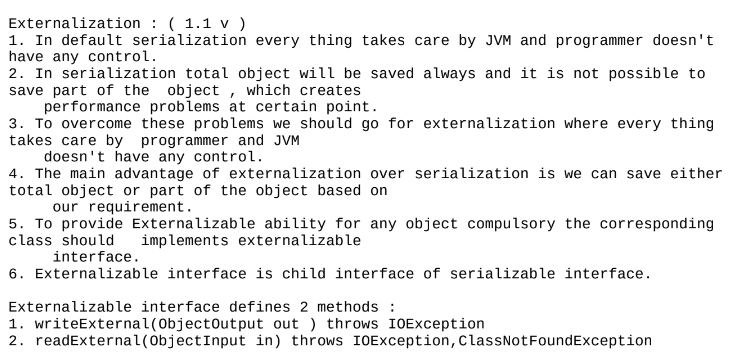 Externalization : ( 1.1 v )
1. In default serialization every thing takes care by JVM and programmer doesn't
have any control.
2. In serialization total object will be saved always and it is not possible to
save part of the  object , which creates
    performance problems at certain point.
3. To overcome these problems we should go for externalization where every thing
takes care by  programmer and JVM
    doesn't have any control.
4. The main advantage of externalization over serialization is we can save either
total object or part of the object based on
     our requirement.
5. To provide Externalizable ability for any object compulsory the corresponding
class should   implements externalizable
     interface.
6. Externalizable interface is child interface of serializable interface.

Externalizable interface defines 2 methods :
1. writeExternal(ObjectOutput out ) throws IOException
2. readExternal(ObjectInput in) throws IOException,ClassNotFoundException